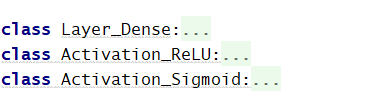 class Layer_Dense:...
class Activation_ReLU:...
class Activation_Sigmoid:...